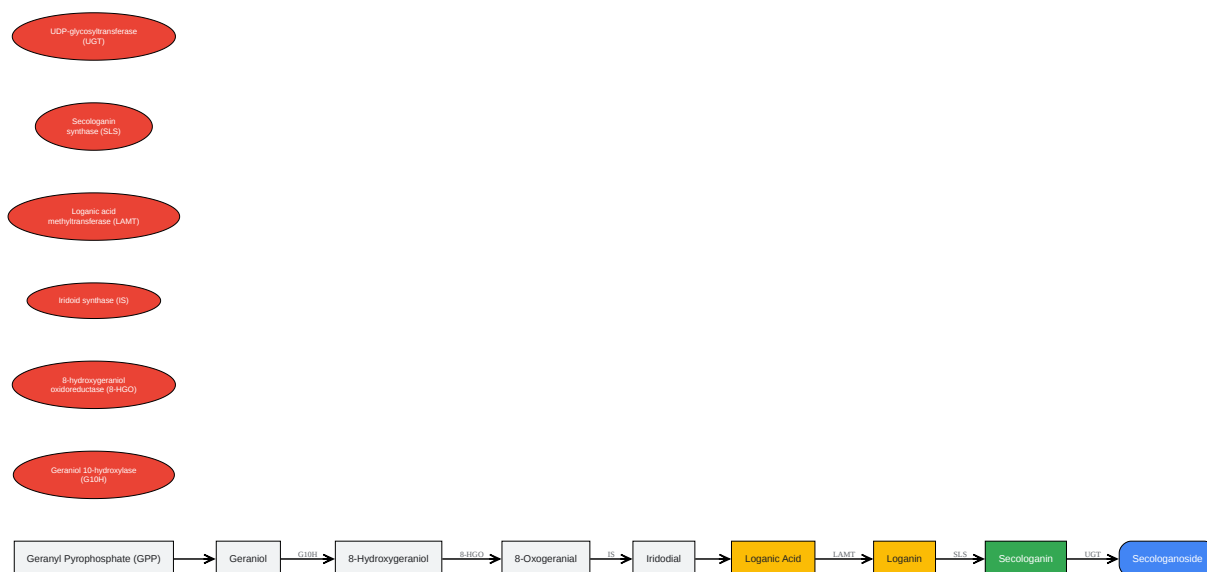 UDP-glycosyltransferase
(UGT)
Secologanin
synthase (SLS)
Loganic acid
methyltransferase (LAMT)
Iridoid synthase (IS)
8-hydroxygeraniol
oxidoreductase (8-HGO)
Geraniol 10-hydroxylase
(G10H)
Geranyl Pyrophosphate (GPP)
Geraniol
G10H
8-Hydroxygeraniol
8-HGO
8-Oxogeranial
IS
Iridodial
Loganic Acid
LAMT
Loganin
SLS
Secologanin
UGT
Secologanoside